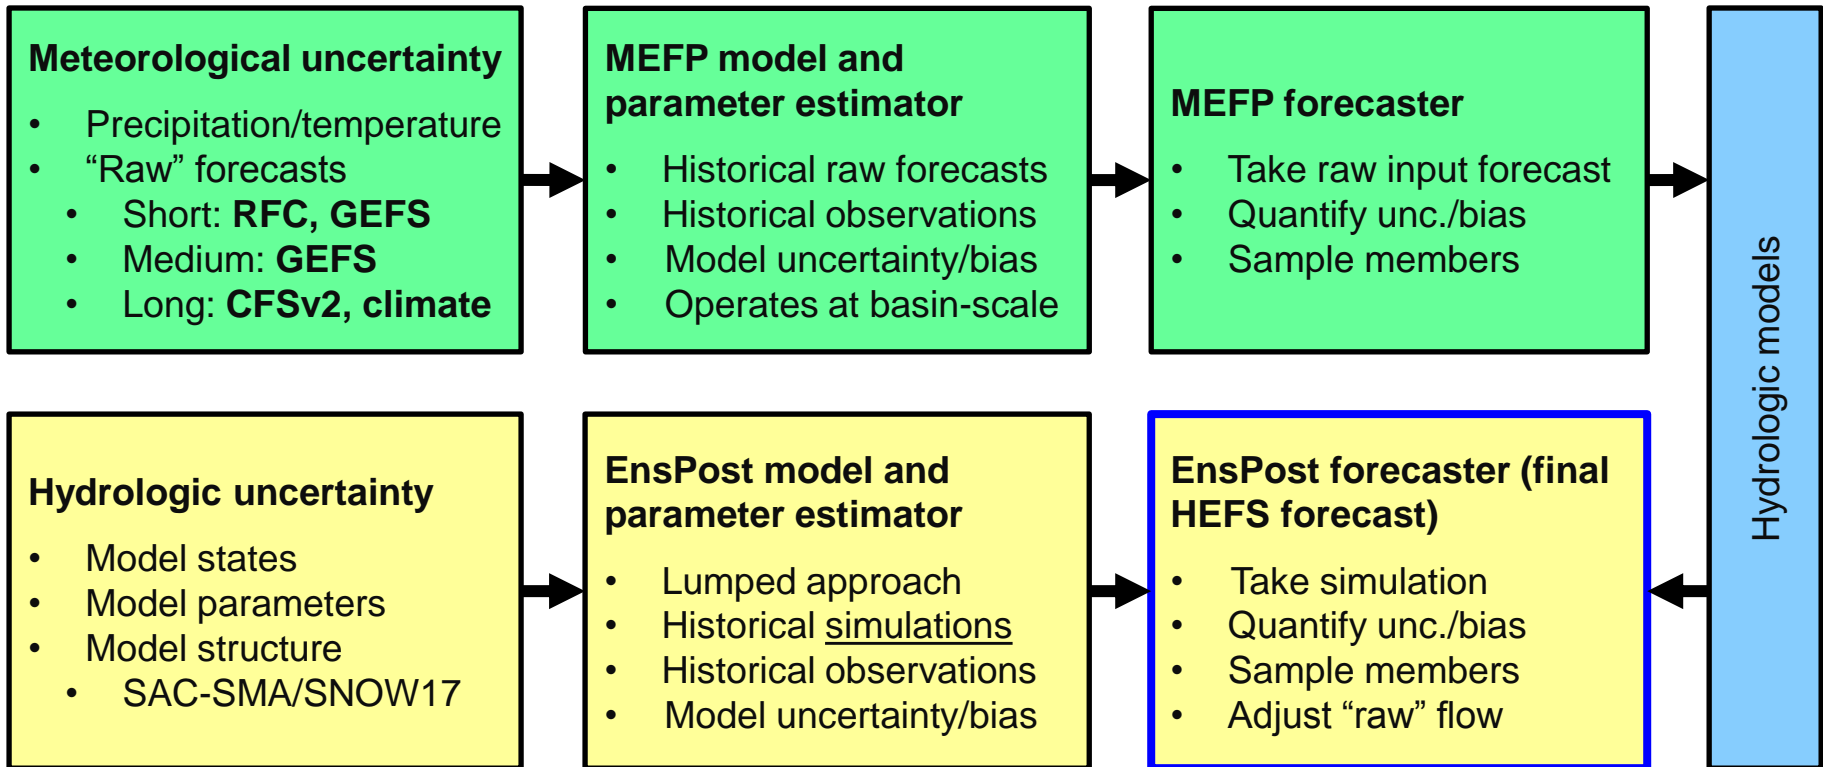 Meteorological uncertainty
• Precipitation/temperature
• “Raw” forecasts
• Short: RFC, GEFS
• Medium: GEFS
• Long: CFSv2, climate
MEFP model and
parameter estimator
• Historical raw forecasts
• Historical observations
• Model uncertainty/bias
• Operates at basin-scale
MEFP forecaster
• Take raw input forecast
• Quantify unc./bias
• Sample members
Hydrologic models
Hydrologic uncertainty
• Model states
• Model parameters
• Model structure
• SAC-SMA/SNOW17
EnsPost model and
parameter estimator
• Lumped approach
• Historical simulations
• Historical observations
• Model uncertainty/bias
EnsPost forecaster (final
HEFS forecast)
• Take simulation
• Quantify unc./bias
• Sample members
• Adjust “raw” flow